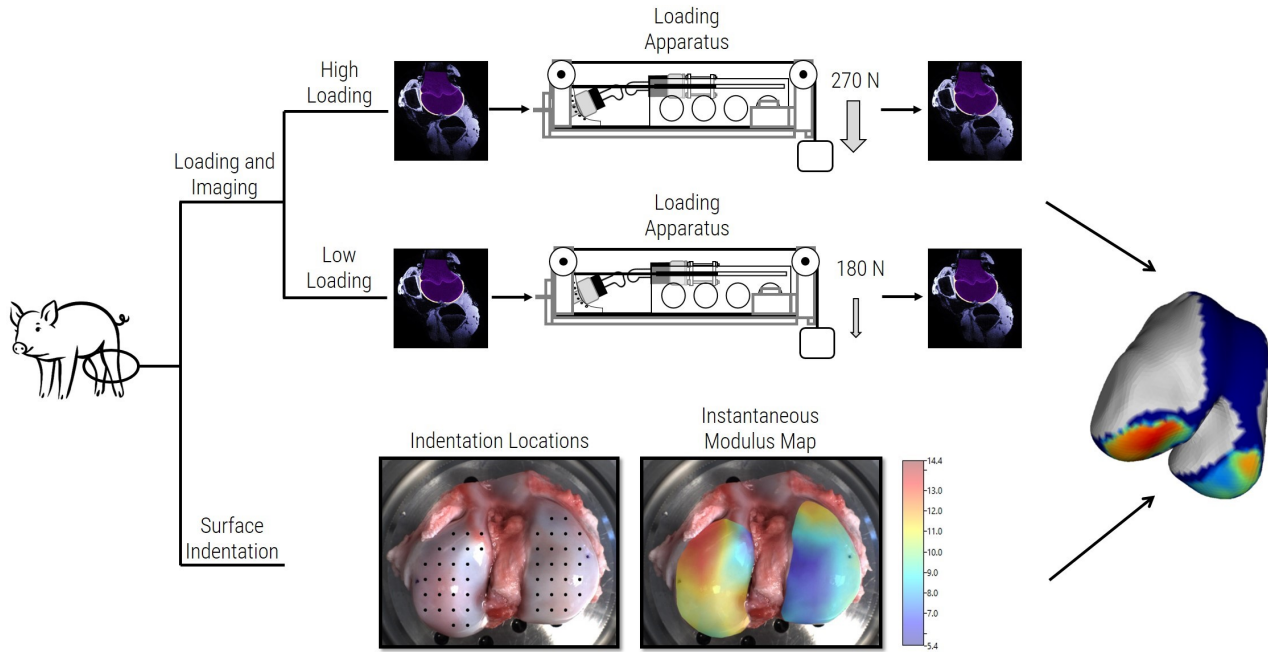 Loading
Apparatus
High
Loading
270 N
Loading and
Imaging
Loading
Apparatus
Low
Loading
180 N
Instantaneous
Modulus Map
Indentation Locations
14.4
13.0
12.0
11.0
10.0
9.0
8.0
7.0
5.4
Surface
Indentation